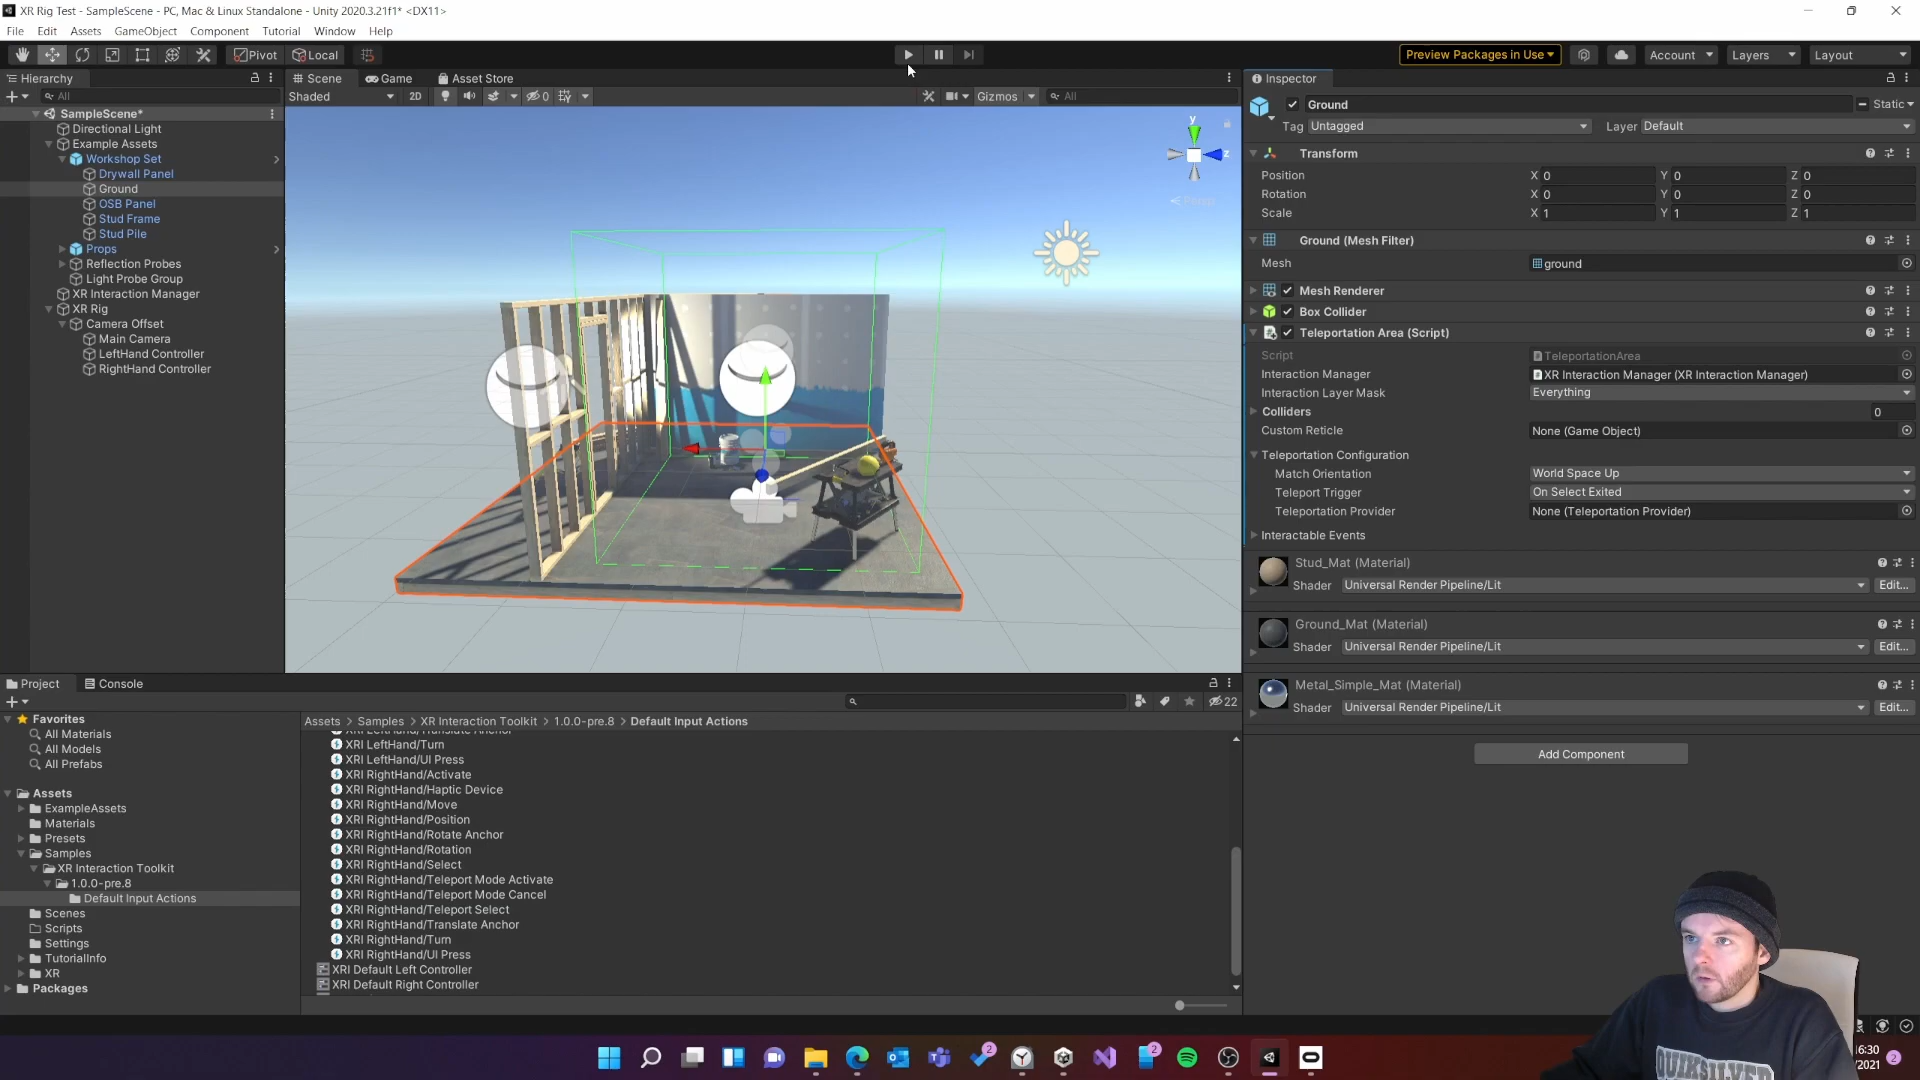 XR Rig Test - SampleScene - PC, Mac & Linux Standalone - Unity 2020.3.21f1* <DX11>
File Edit Assets GameObject Component Tutorial Window Help
Pivot Local Preview Packages in Use Account Layers Layout
Hierarchy
All
SampleScene*
Directional Light
Example Assets
Workshop Set
Drywall Panel
Ground
OSB Panel
Stud Frame
Stud Pile
Props
Reflection Probes
Light Probe Group
XR Interaction Manager
XR Rig
Camera Offset
Main Camera
LeftHand Controller
RightHand Controller
Scene Game Asset Store
Shaded 2D 0 Gizmos All
y
z
Persp
Inspector
Ground Static
Tag Untagged Layer Default
Transform
Position X 0 Y 0 Z 0
Rotation X 0 Y 0 Z 0
Scale X 1 Y 1 Z 1
Ground (Mesh Filter)
Mesh ground
Mesh Renderer
Box Collider
Teleportation Area (Script)
Script TeleportationArea
Interaction Manager XR Interaction Manager (XR Interaction Manager)
Interaction Layer Mask Everything
Colliders 0
Custom Reticle None (Game Object)
Teleportation Configuration
Match Orientation World Space Up
Teleport Trigger On Select Exited
Teleportation Provider None (Teleportation Provider)
Interactable Events
Stud_Mat (Material)
Shader Universal Render Pipeline/Lit Edit...
Ground_Mat (Material)
Shader Universal Render Pipeline/Lit Edit...
Metal_Simple_Mat (Material)
Shader Universal Render Pipeline/Lit Edit...
Add Component
Project Console
22
Favorites
All Materials
All Models
All Prefabs
Assets
ExampleAssets
Materials
Presets
Samples
XR Interaction Toolkit
1.0.0-pre.8
Default Input Actions
Scenes
Scripts
Settings
TutorialInfo
XR
Packages
Assets > Samples > XR Interaction Toolkit > 1.0.0-pre.8 > Default Input Actions
XRI LeftHand/Translate Anchor
XRI LeftHand/Turn
XRI LeftHand/UI Press
XRI RightHand/Activate
XRI RightHand/Haptic Device
XRI RightHand/Move
XRI RightHand/Position
XRI RightHand/Rotate Anchor
XRI RightHand/Rotation
XRI RightHand/Select
XRI RightHand/Teleport Mode Activate
XRI RightHand/Teleport Mode Cancel
XRI RightHand/Teleport Select
XRI RightHand/Translate Anchor
XRI RightHand/Turn
XRI RightHand/UI Press
XRI Default Left Controller
XRI Default Right Controller
QUIKSILVER
2
2
6:30
/2021
2